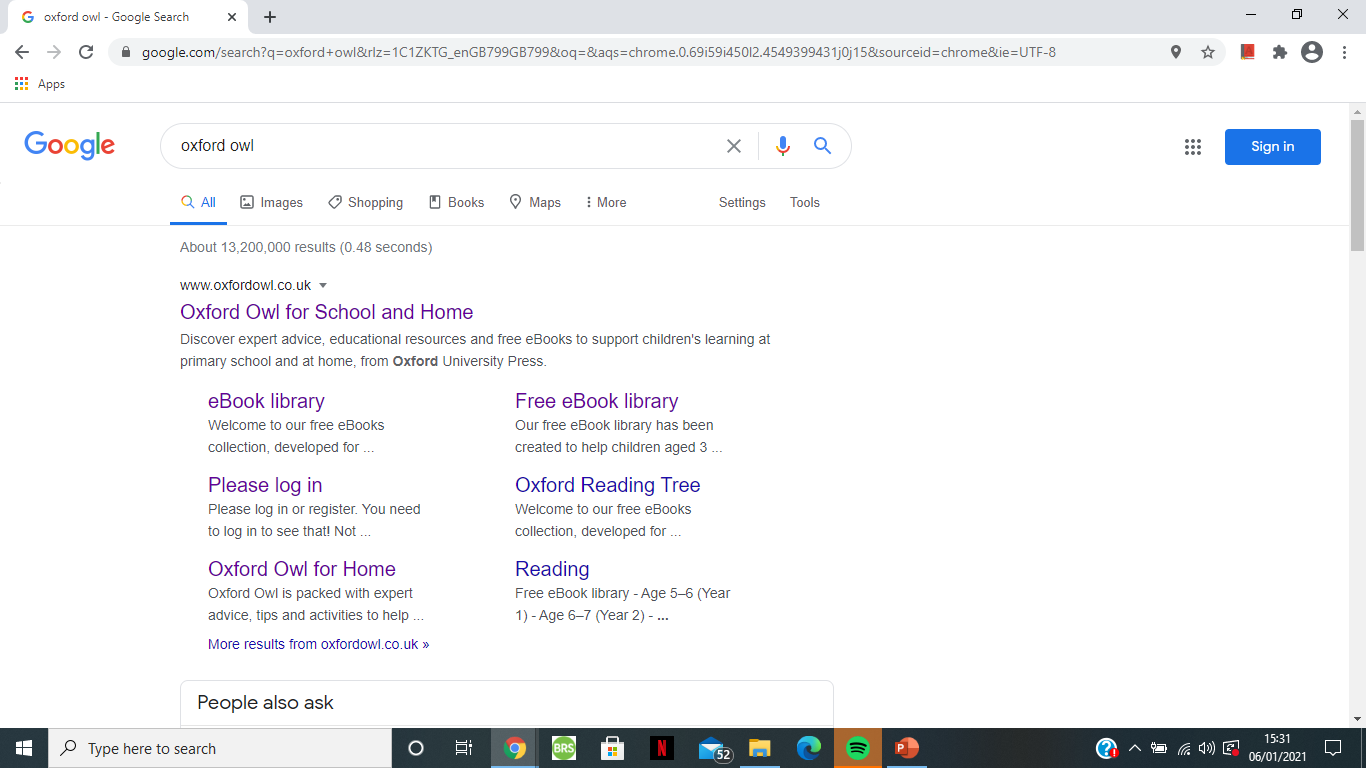 oxford owl - Google Search
google.com/search?q=oxford+owl&rlz=1C1ZKTG_enGB799GB799&oq=&aqs=chrome.0.69i59i450l2.4549399431j0j15&sourceid=chrome&ie=UTF-8
Apps
Google
oxford owl
Sign in
All Images Shopping Books Maps More Settings Tools
About 13,200,000 results (0.48 seconds)
www.oxfordowl.co.uk
Oxford Owl for School and Home
Discover expert advice, educational resources and free eBooks to support children's learning at
primary school and at home, from Oxford University Press.
eBook library
Welcome to our free eBooks
collection, developed for ...
Free eBook library
Our free eBook library has been
created to help children aged 3 ...
Please log in
Please log in or register. You need
to log in to see that! Not ...
Oxford Reading Tree
Welcome to our free eBooks
collection, developed for ...
Oxford Owl for Home
Oxford Owl is packed with expert
advice, tips and activities to help ...
Reading
Free eBook library - Age 5–6 (Year
1) - Age 6–7 (Year 2) - ...
More results from oxfordowl.co.uk »
People also ask
Type here to search
BRS
N
52
P
15:31
06/01/2021